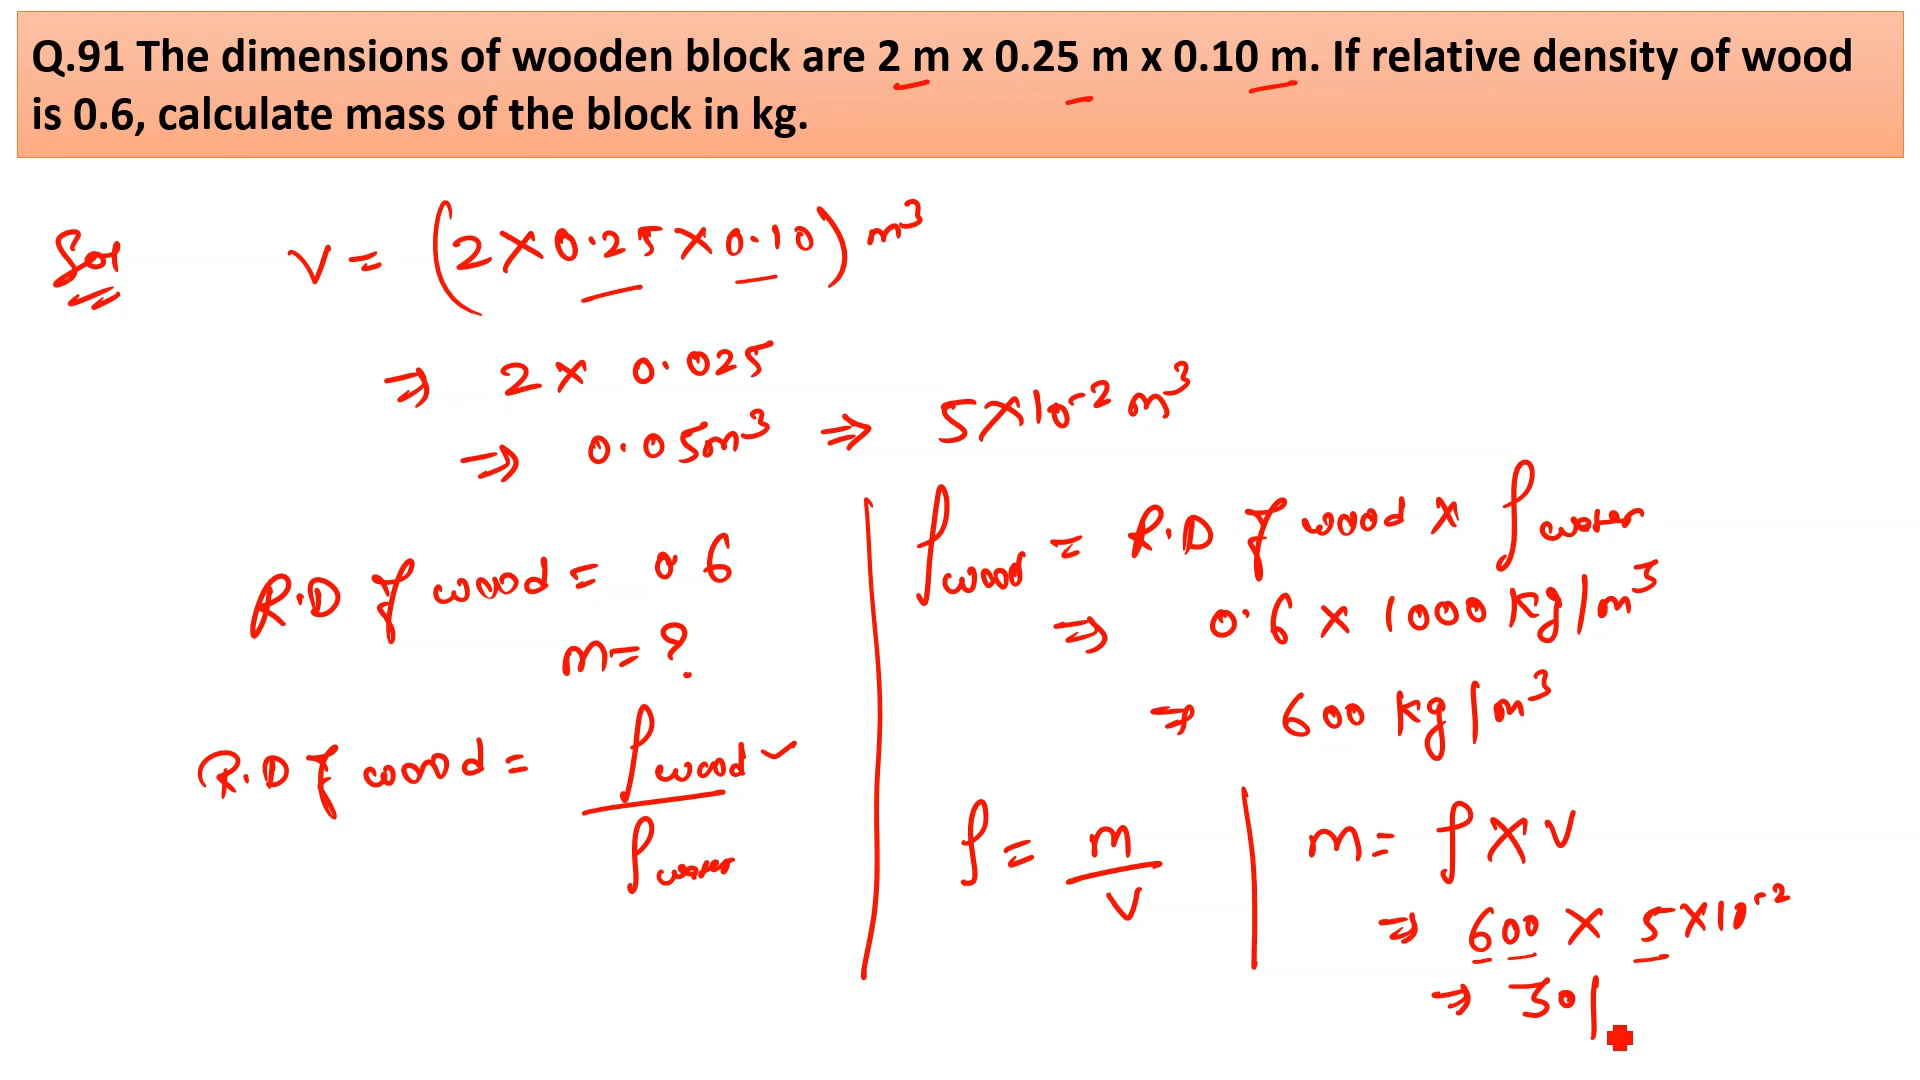 Q.91 The dimensions of wooden block are 2 m x 0.25 m x 0.10 m. If relative density of wood
is 0.6, calculate mass of the block in kg.
Sol
V = (2 × 0.25 × 0.10) m³
⇒ 2 × 0.025
⇒ 0.05m³ ⇒ 5×10⁻² m³
R.D of wood = 0.6
m = ?
R.D of wood = ρwood ✓ / ρwater
ρwood = R.D of wood × ρwater
⇒ 0.6 × 1000 kg/m³
⇒ 600 kg/m³
ρ = m / V
m = ρ × V
⇒ 600 × 5×10⁻²
⇒ 30